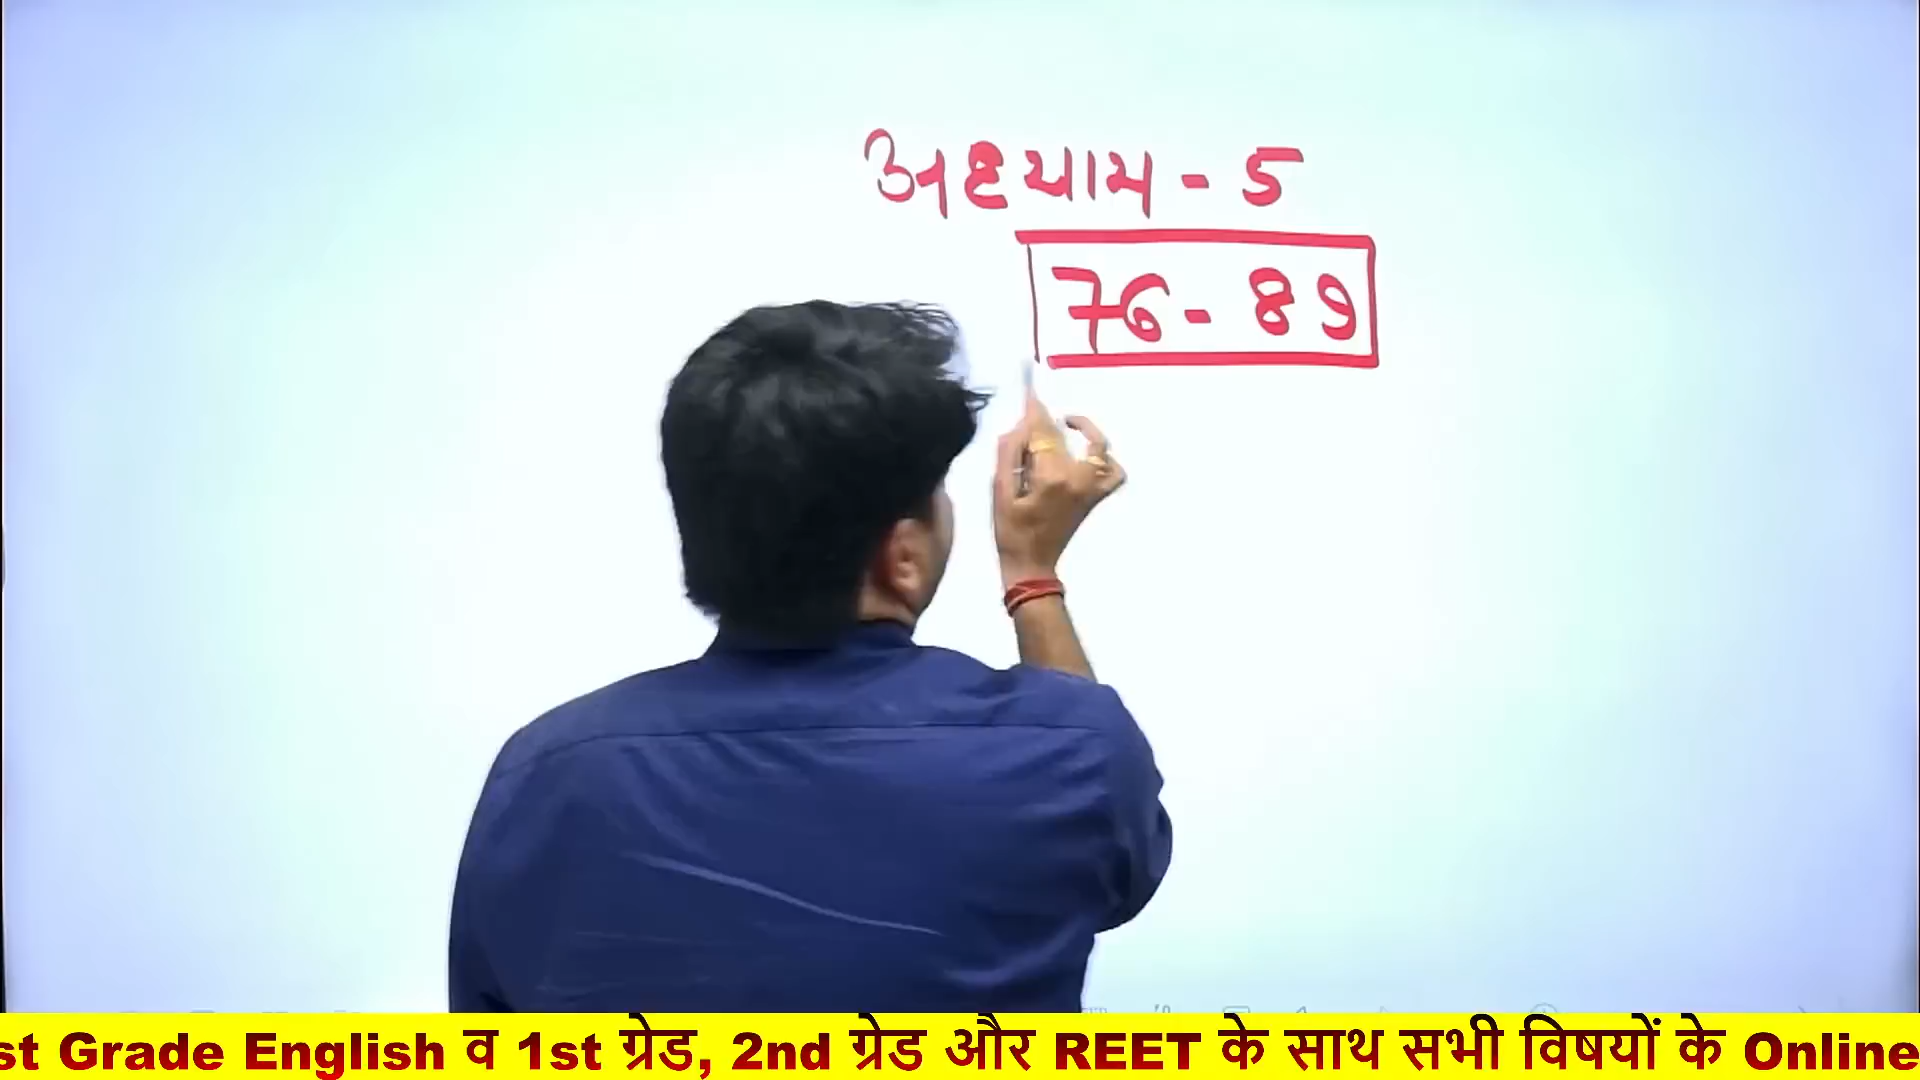 अध्याय - 5
76 - 89
st Grade English व 1st ग्रेड, 2nd ग्रेड और REET के साथ सभी विषयों के Online